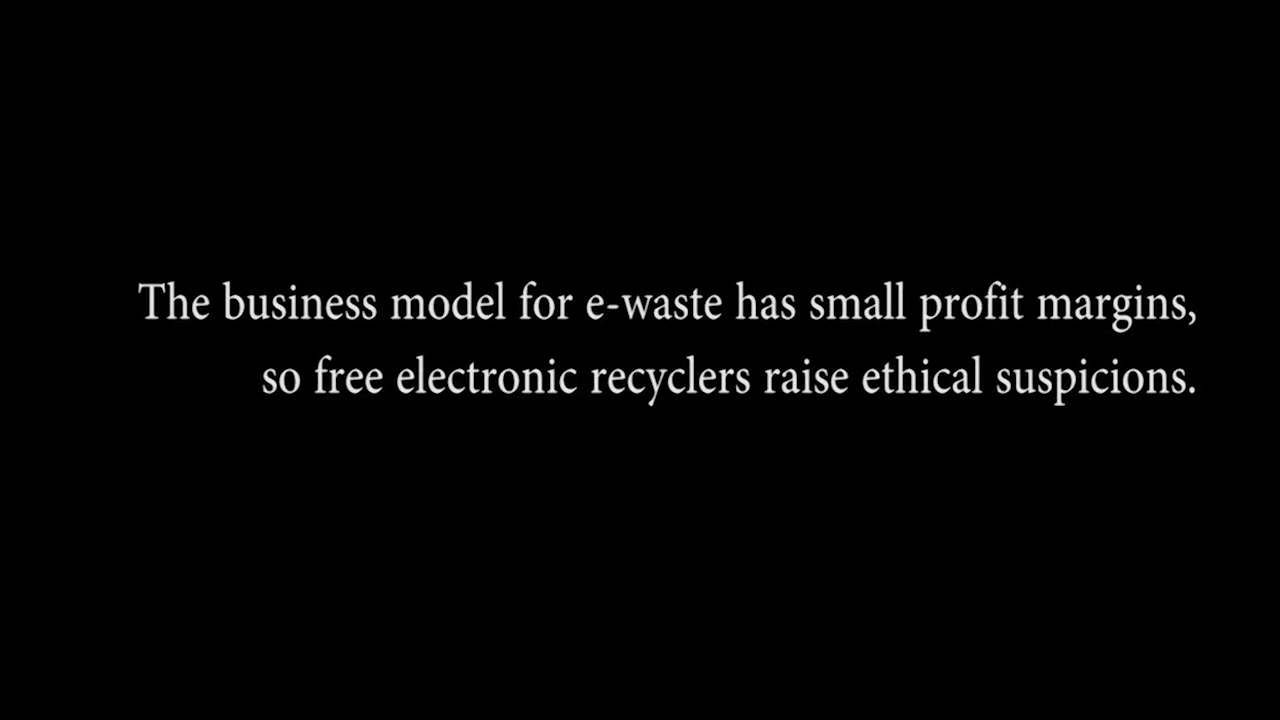 The business model for e-waste has small profit margins,
so free electronic recyclers raise ethical suspicions.